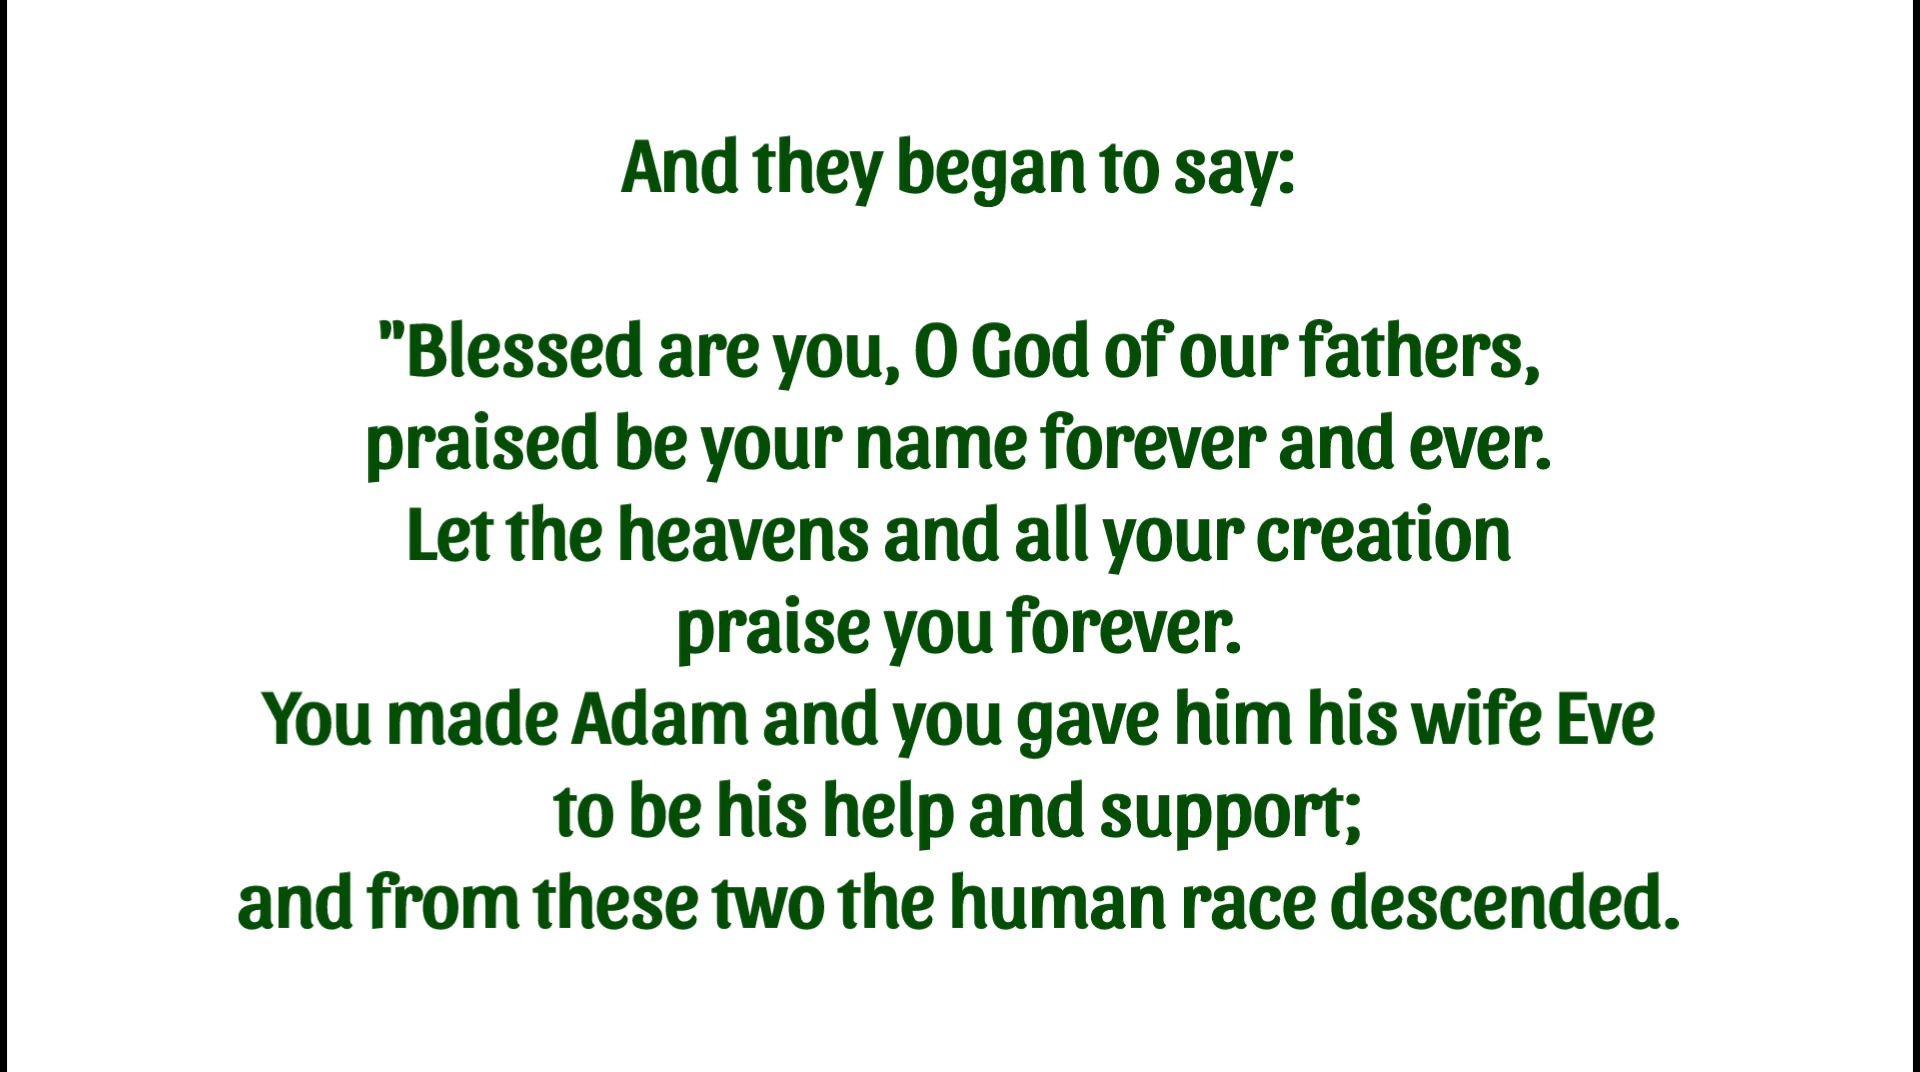 And they began to say:
"Blessed are you, O God of our fathers,
praised be your name forever and ever.
Let the heavens and all your creation
praise you forever.
You made Adam and you gave him his wife Eve
to be his help and support;
and from these two the human race descended.